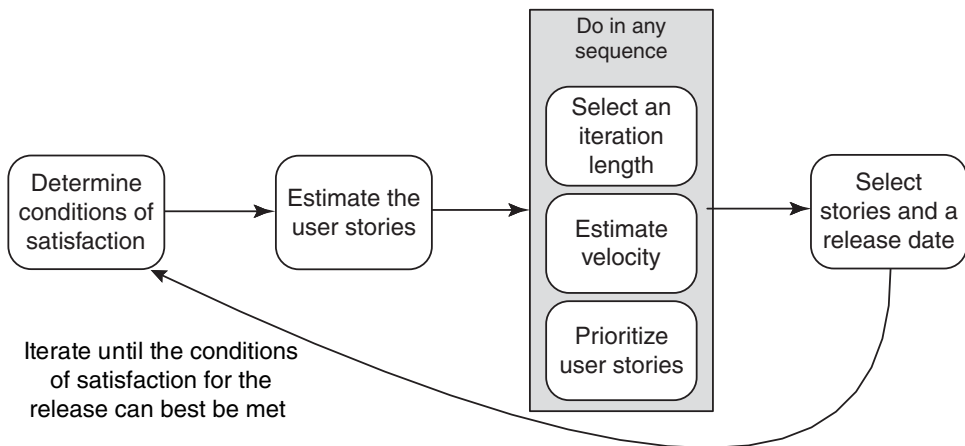 Do in any
sequence
Select an
iteration
length
Determine
conditions of
satisfaction
Estimate the
user stories
Estimate
velocity
Select
stories and a
release date
Prioritize
user stories
Iterate until the conditions
of satisfaction for the
release can best be met